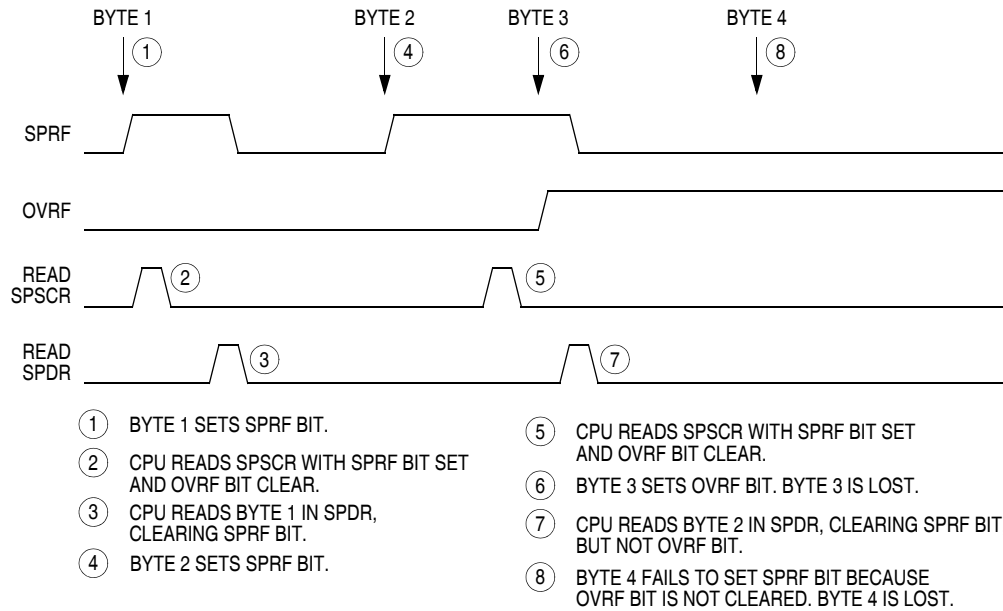 BYTE 1
BYTE 2
BYTE 3
BYTE 4
1
4
6
8
SPRF
OVRF
READ
SPSCR
2
5
READ
SPDR
3
7
1 BYTE 1 SETS SPRF BIT.
2 CPU READS SPSCR WITH SPRF BIT SET
AND OVRF BIT CLEAR.
3 CPU READS BYTE 1 IN SPDR,
CLEARING SPRF BIT.
4 BYTE 2 SETS SPRF BIT.
5 CPU READS SPSCR WITH SPRF BIT SET
AND OVRF BIT CLEAR.
6 BYTE 3 SETS OVRF BIT. BYTE 3 IS LOST.
7 CPU READS BYTE 2 IN SPDR, CLEARING SPRF BIT
BUT NOT OVRF BIT.
8 BYTE 4 FAILS TO SET SPRF BIT BECAUSE
OVRF BIT IS NOT CLEARED. BYTE 4 IS LOST.